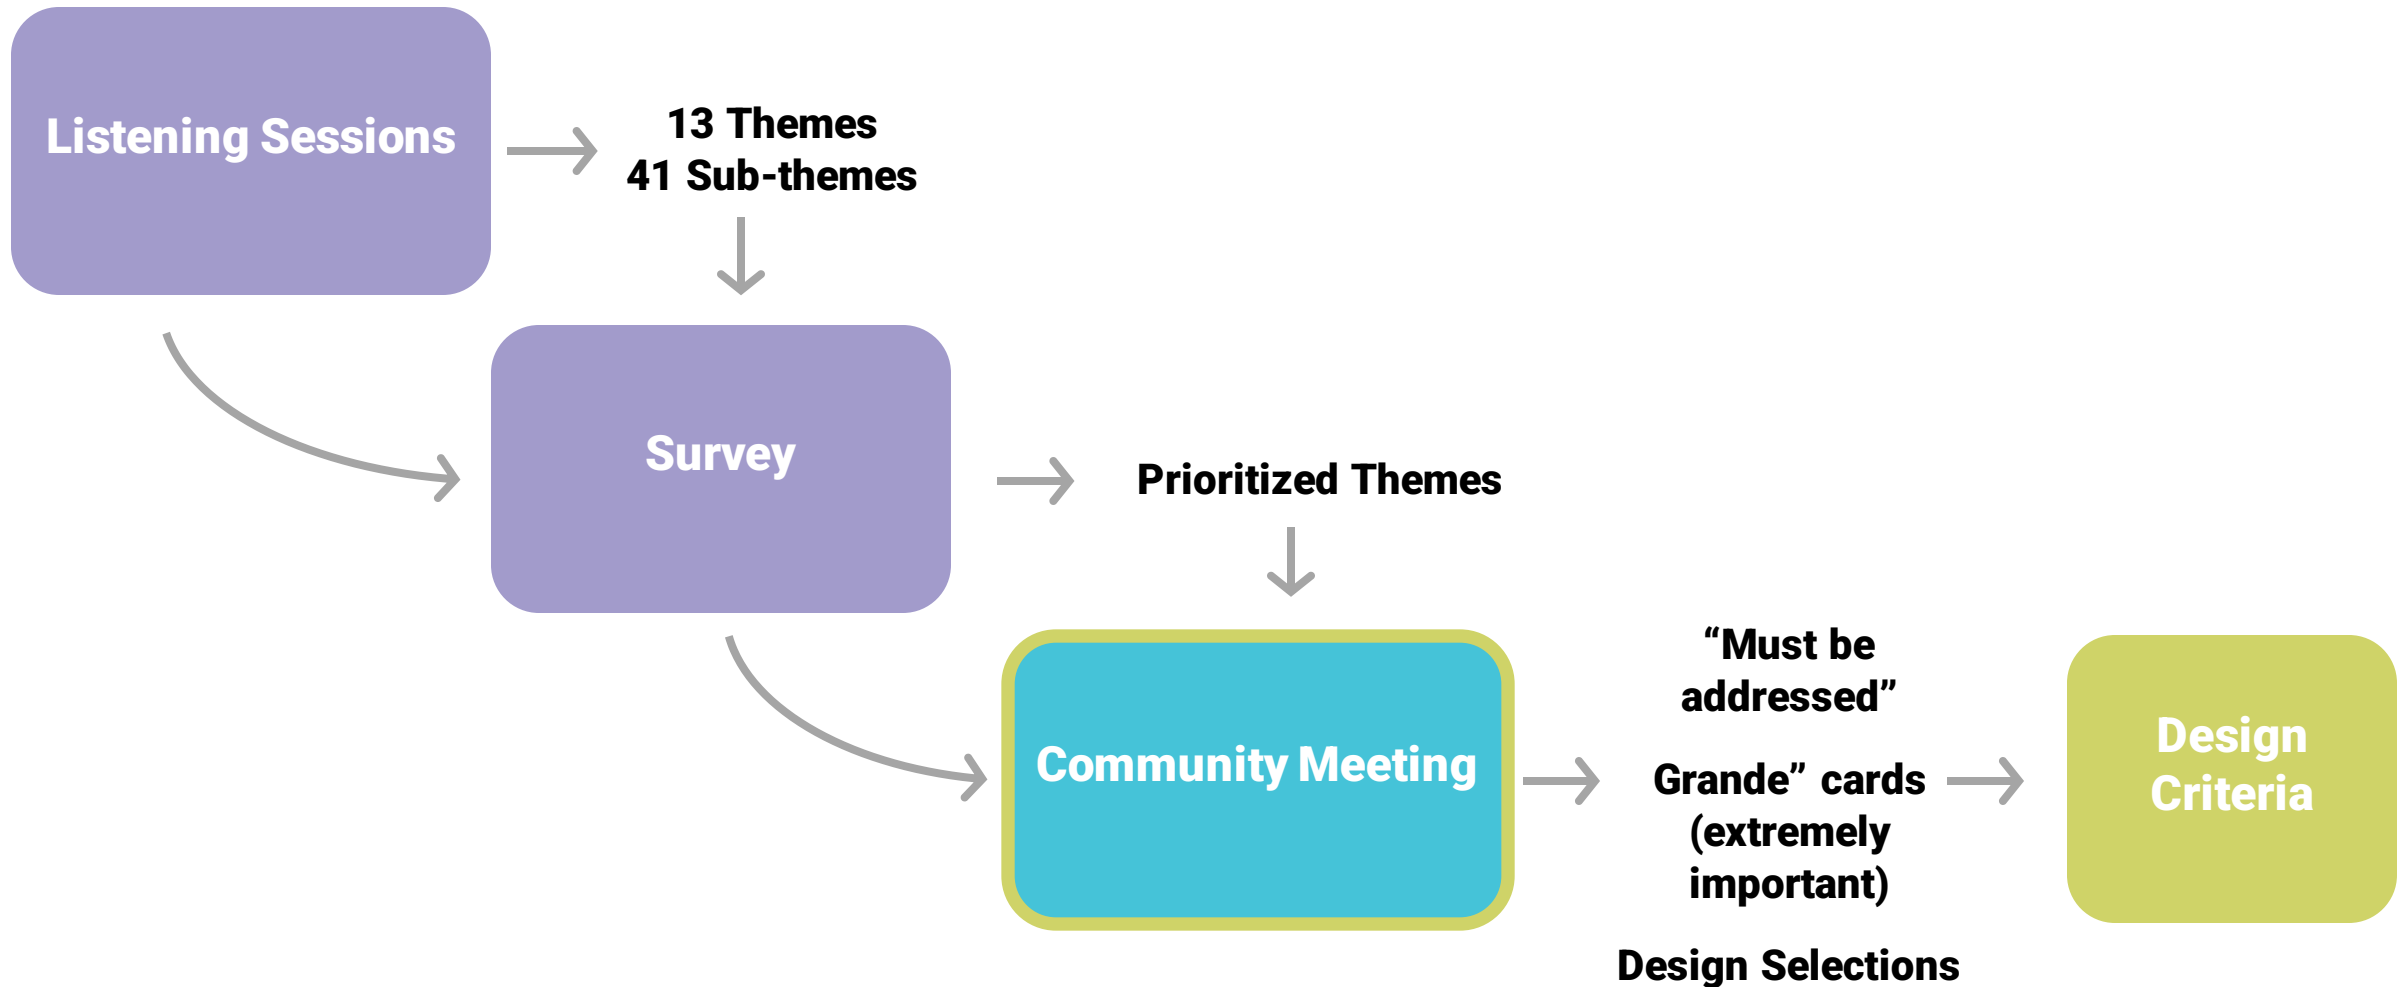 Listening Sessions
13 Themes
41 Sub-themes
Survey
Prioritized Themes
Community Meeting
“Must be
addressed”
Grande” cards
(extremely
important)
Design Selections
Design
Criteria